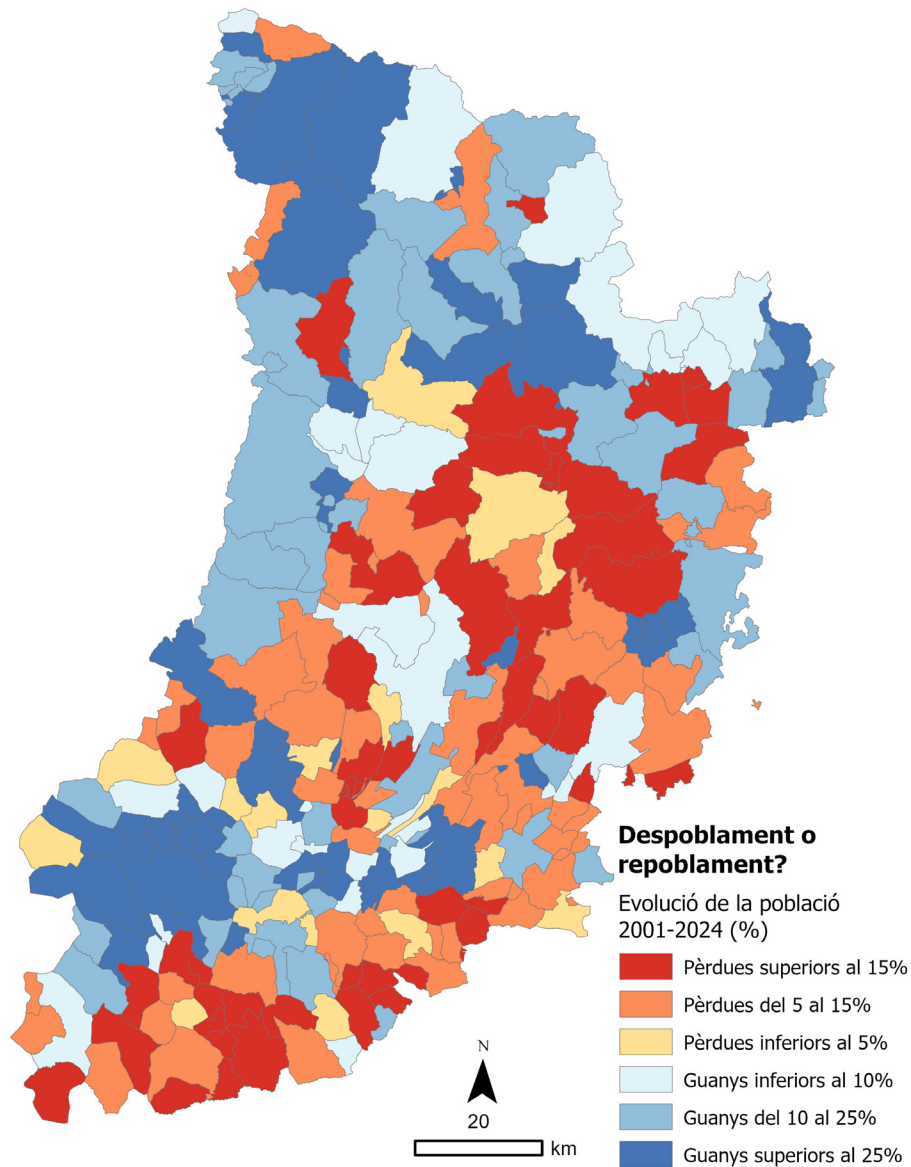 Despoblament o
repoblament?
Evolució de la població
2001-2024 (%)
Pèrdues superiors al 15%
Pèrdues del 5 al 15%
Pèrdues inferiors al 5%
Guanys inferiors al 10%
Guanys del 10 al 25%
Guanys superiors al 25%
N
20
km